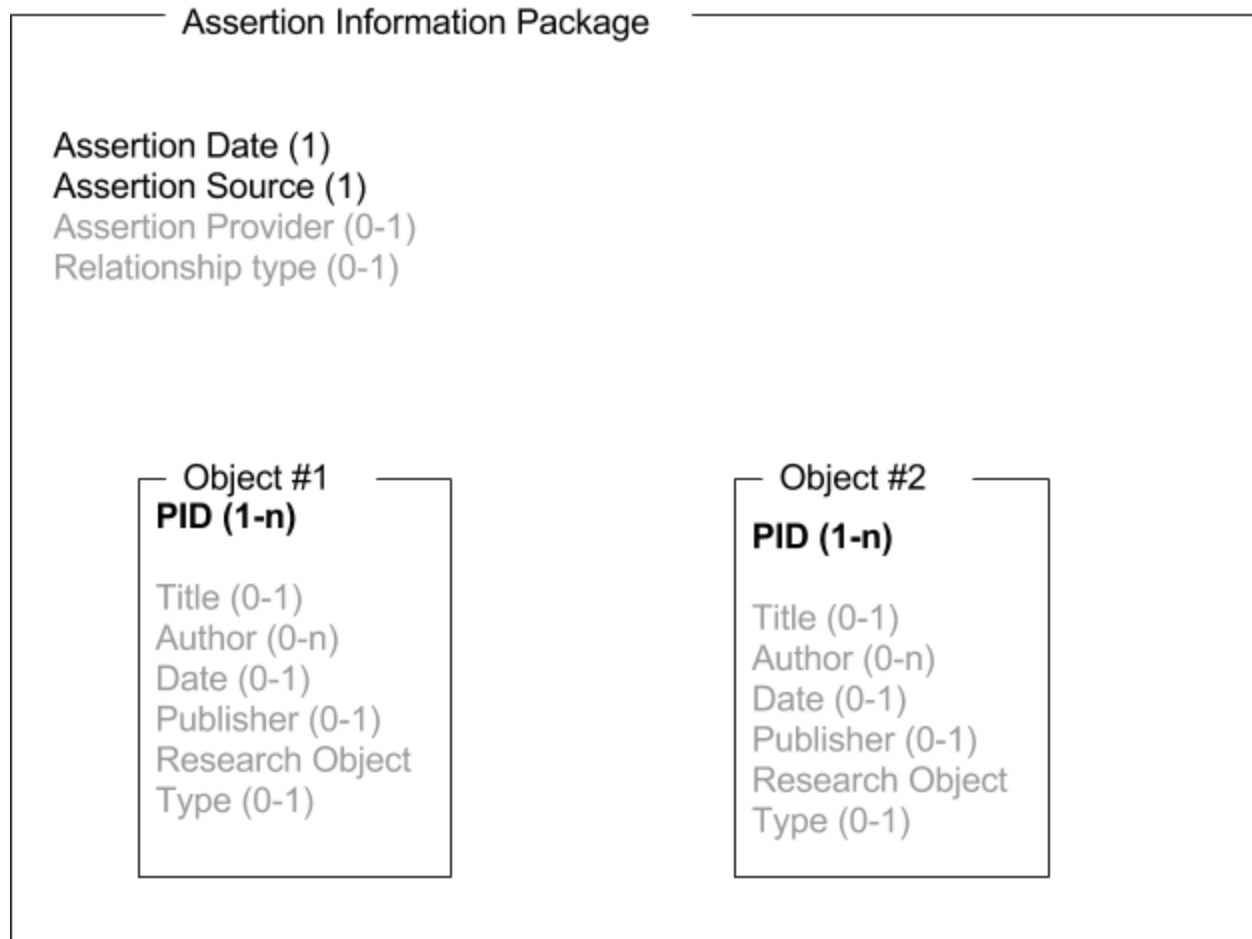 Assertion Information Package
Assertion Date (1)
Assertion Source (1)
Assertion Provider (0-1)
Relationship type (0-1)
Object #1
PID (1-n)
Title (0-1)
Author (0-n)
Date (0-1)
Publisher (0-1)
Research Object
Type (0-1)
Object #2
PID (1-n)
Title (0-1)
Author (0-n)
Date (0-1)
Publisher (0-1)
Research Object
Type (0-1)